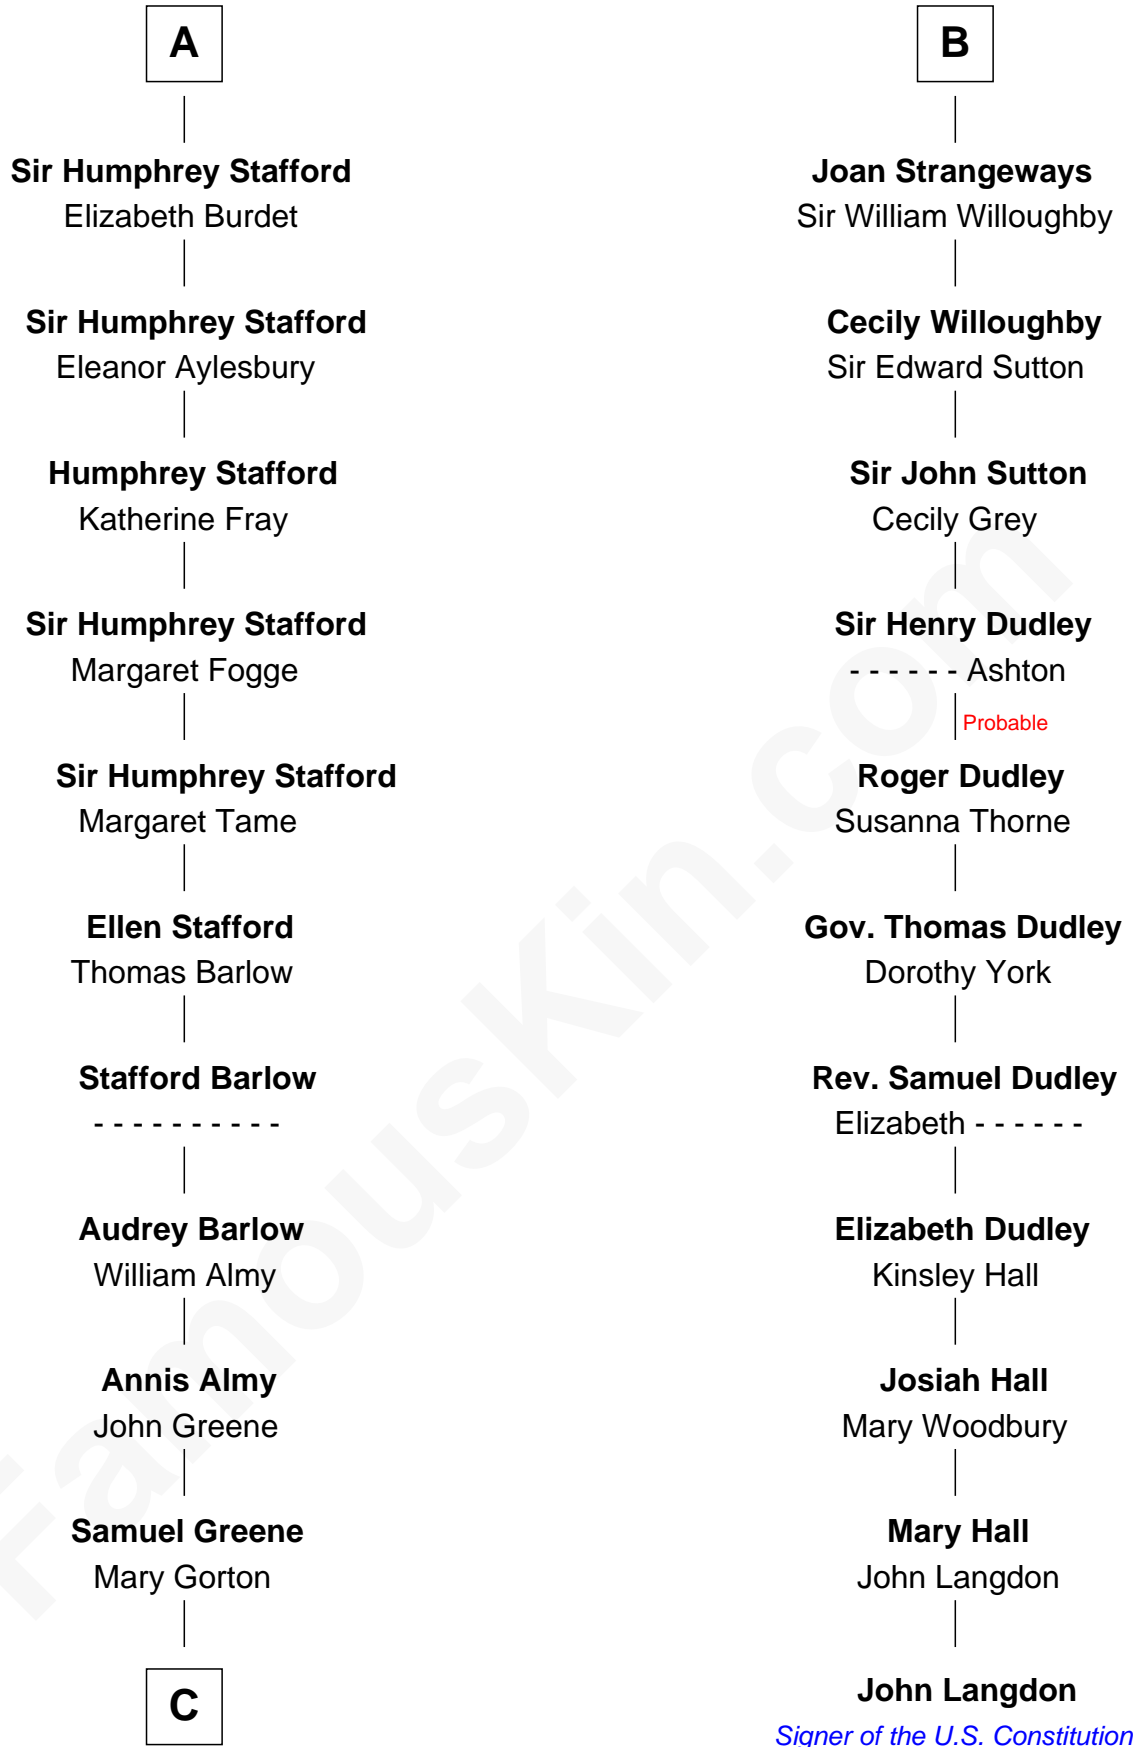 A
Sir Humphrey Stafford
Elizabeth Burdet
Sir Humphrey Stafford
Eleanor Aylesbury
Humphrey Stafford
Katherine Fray
Sir Humphrey Stafford
Margaret Fogge
Sir Humphrey Stafford
Margaret Tame
Ellen Stafford
Thomas Barlow
Stafford Barlow
- - - - - - - - - -
Audrey Barlow
William Almy
Annis Almy
John Greene
Samuel Greene
Mary Gorton
C
B
Joan Strangeways
Sir William Willoughby
Cecily Willoughby
Sir Edward Sutton
Sir John Sutton
Cecily Grey
Sir Henry Dudley
- - - - - - Ashton
Probable
Roger Dudley
Susanna Thorne
Gov. Thomas Dudley
Dorothy York
Rev. Samuel Dudley
Elizabeth - - - - - -
Elizabeth Dudley
Kinsley Hall
Josiah Hall
Mary Woodbury
Mary Hall
John Langdon
John Langdon
Signer of the U.S. Constitution
FamousKin.com